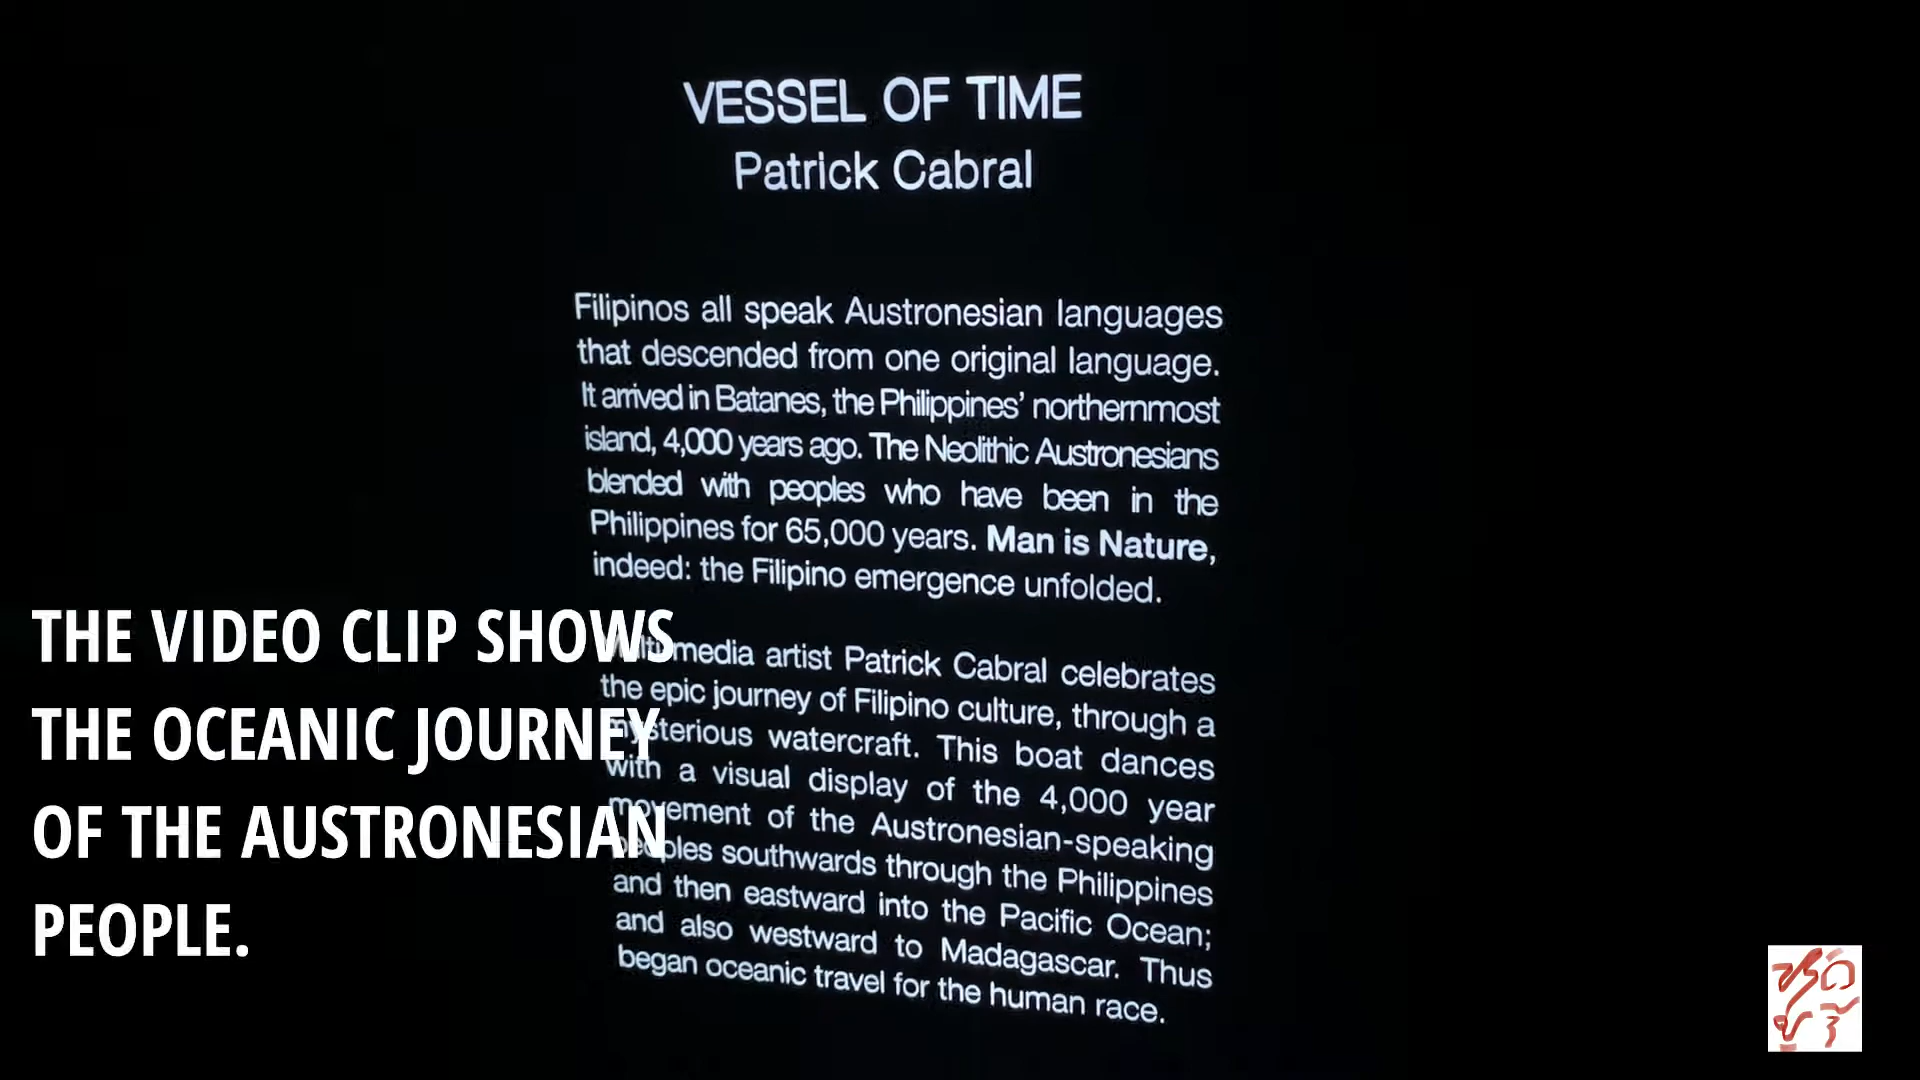 VESSEL OF TIME
Patrick Cabral
Filipinos all speak Austronesian languages
that descended from one original language.
It arrived in Batanes, the Philippines' northernmost
island, 4,000 years ago. The Neolithic Austronesians
blended with peoples who have been in the
Philippines for 65,000 years. Man is Nature,
indeed: the Filipino emergence unfolded.
Multimedia artist Patrick Cabral celebrates
the epic journey of Filipino culture, through a
mysterious watercraft. This boat dances
with a visual display of the 4,000 year
movement of the Austronesian-speaking
peoples southwards through the Philippines
and then eastward into the Pacific Ocean;
and also westward to Madagascar. Thus
began oceanic travel for the human race.
THE VIDEO CLIP SHOWS
THE OCEANIC JOURNEY
OF THE AUSTRONESIAN
PEOPLE.